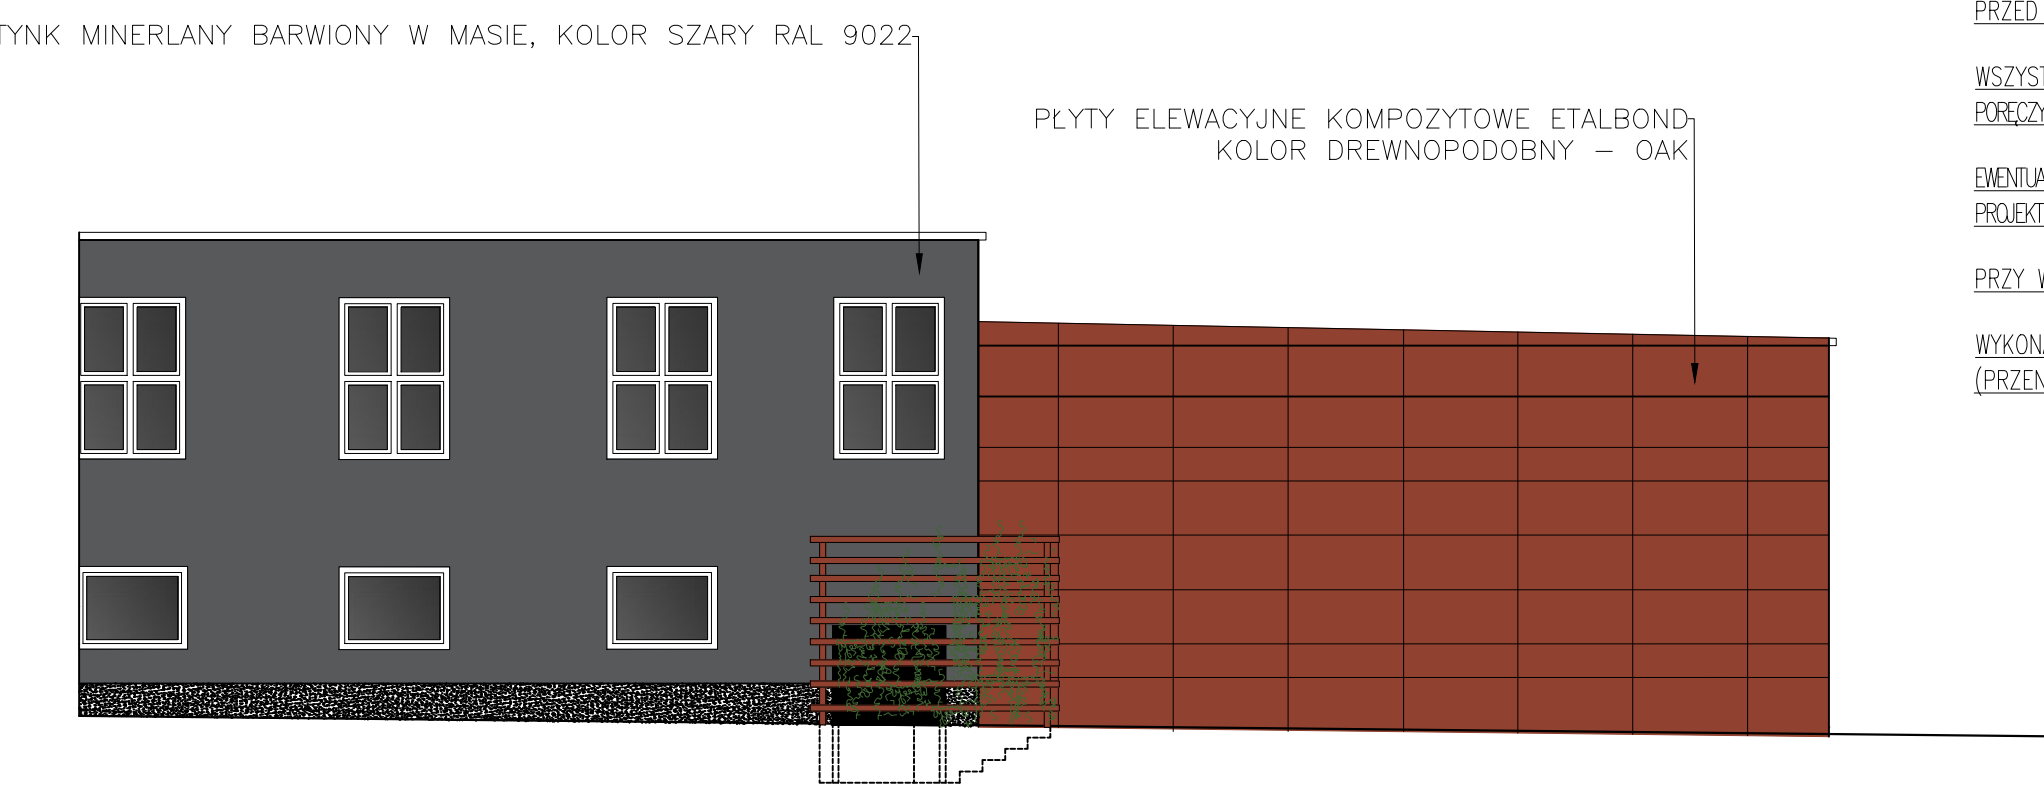 TYNK MINERLANY BARWIONY W MASIE, KOLOR SZARY RAL 9022
PŁYTY ELEWACYJNE KOMPOZYTOWE ETALBOND
KOLOR DREWNOPODOBNY – OAK
PRZED
WSZYST
PORĘCZY
EWENTUA
PROJEKT
PRZY W
WYKONA
(PRZEN